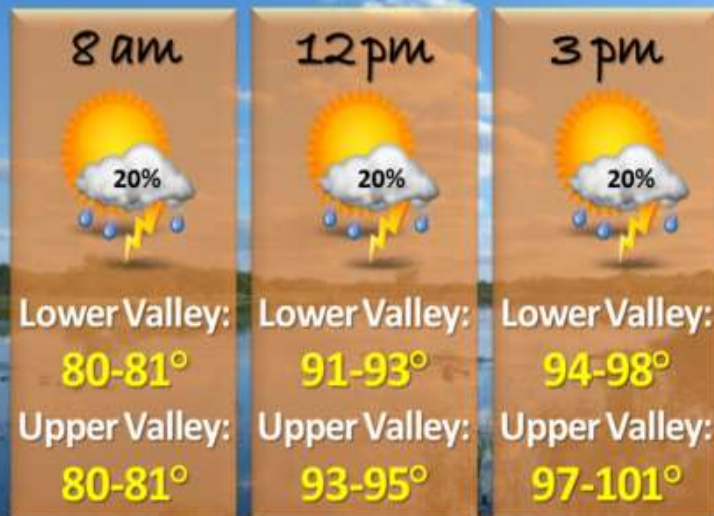 8 am
20%
Lower Valley:
80-81°
Upper Valley:
80-81°
12 pm
20%
Lower Valley:
91-93°
Upper Valley:
93-95°
3 pm
20%
Lower Valley:
94-98°
Upper Valley:
97-101°